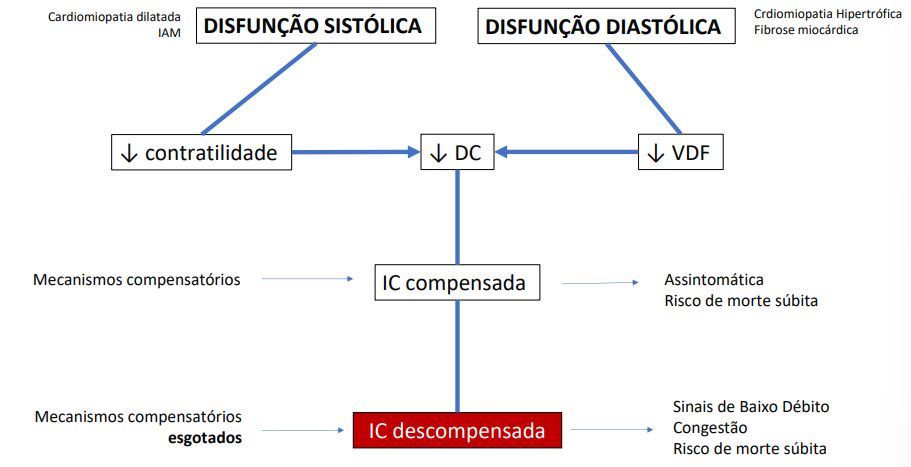 Cardiomiopatia dilatada
IAM
DISFUNÇÃO SISTÓLICA
DISFUNÇÃO DIASTÓLICA
Crdiomiopatia Hipertrófica
Fibrose miocárdica
↓ contratilidade
↓ DC
↓ VDF
Mecanismos compensatórios
IC compensada
Assintomática
Risco de morte súbita
Mecanismos compensatórios
esgotados
IC descompensada
Sinais de Baixo Débito
Congestão
Risco de morte súbita